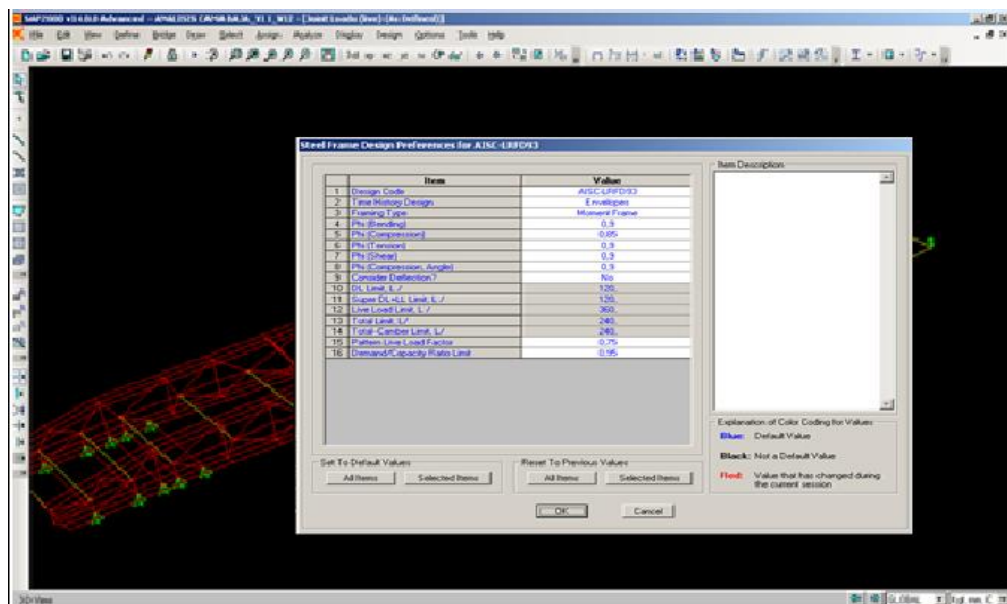 File Edit View Define Bridge Draw Select Assign Analyze Display Design Options Tools Help
Steel Frame Design Preferences for AISC-LRFD93
Item Value
1 Design Code AISC-LRFD93
2 Time History Design Envelopes
3 Framing Type Moment Frame
4 Phi (Bending) 0,9
5 Phi (Compression) 0,85
6 Phi (Tension) 0,9
7 Phi (Shear) 0,9
8 Phi (Compression, Angle) 0,9
9 Consider Deflection? No
10 DL Limit, L / 120,
11 Super DL+LL Limit, L / 120,
12 Live Load Limit, L / 360,
13 Total Limit, L/ 240,
14 Total-Camber Limit, L/ 240,
15 Pattern Live Load Factor 0,75
16 Demand/Capacity Ratio Limit 0,95
Item Description
Explanation of Color Coding for Values
Blue: Default Value
Black: Not a Default Value
Red: Value that has changed during
the current session
Set To Default Values
All Items Selected Items
Reset To Previous Values
All Items Selected Items
OK Cancel
3-D View
GLOBAL